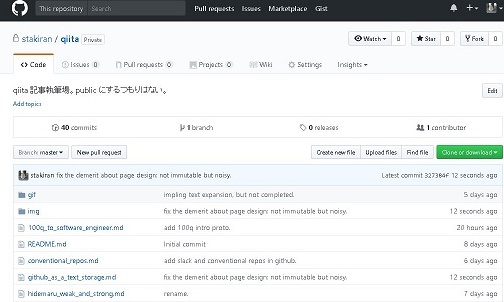 This repository Search Pull requests Issues Marketplace Gist
stakiran / qiita Private Watch 0 Star 0 Fork 0
Code Issues 0 Pull requests 0 Projects 0 Wiki Settings Insights
qiita 記事執筆場。public にするつもりはない。 Edit
Add topics
40 commits 1 branch 0 releases 1 contributor
Branch: master New pull request Create new file Upload files Find file Clone or download
stakiran fix the demerit about page design: not immutable but noisy. Latest commit 327384f 12 seconds ago
gif impling text expansion, but not completed. 5 days ago
img fix the demerit about page design: not immutable but noisy. 12 seconds ago
100q_to_software_engineer.md add 100q intro proto. 20 hours ago
README.md Initial commit 8 days ago
conventional_repos.md add slack and conventional repos in github. 6 days ago
github_as_a_text_storage.md fix the demerit about page design: not immutable but noisy. 12 seconds ago
hidemaru_weak_and_strong.md rename. 7 days ago